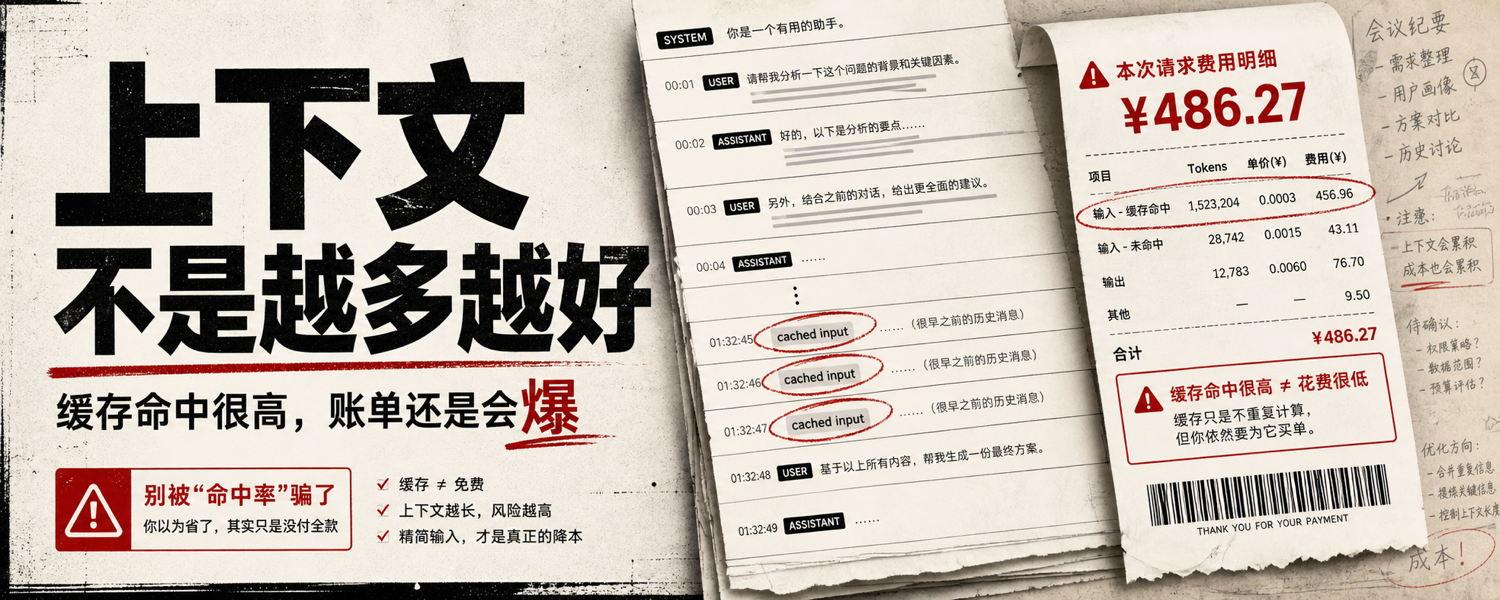 上下文
不是越多越好
缓存命中很高，账单还是会爆
别被“命中率”骗了
你以为省了，其实只是没付全款
缓存 ≠ 免费
上下文越长，风险越高
精简输入，才是真正的降本
SYSTEM 你是一个有用的助手。
00:01 USER 请帮我分析一下这个问题的背景和关键因素。
00:02 ASSISTANT 好的，以下是分析的要点……
00:03 USER 另外，结合之前的对话，给出更全面的建议。
00:04 ASSISTANT ……
01:32:45 cached input ……（很早之前的历史消息）
01:32:46 cached input ……（很早之前的历史消息）
01:32:47 cached input ……（很早之前的历史消息）
01:32:48 USER 基于以上所有内容，帮我生成一份最终方案。
01:32:49 ASSISTANT ……
本次请求费用明细
¥486.27
项目 Tokens 单价(¥) 费用(¥)
输入 - 缓存命中 1,523,204 0.0003 456.96
输入 - 未命中 28,742 0.0015 43.11
输出 12,783 0.0060 76.70
其他 — — 9.50
合计 ¥486.27
缓存命中很高 ≠ 花费很低
缓存只是不重复计算，
但你依然要为它买单。
THANK YOU FOR YOUR PAYMENT
会议纪要
- 需求整理
- 用户画像
- 方案对比
- 历史讨论
• 注意：
- 上下文会累积
成本也会累积
待确认：
- 权限策略？
- 数据范围？
- 预算评估？
优化方向：
- 合并重复信息
- 提炼关键信息
- 控制上下文长度
成本！